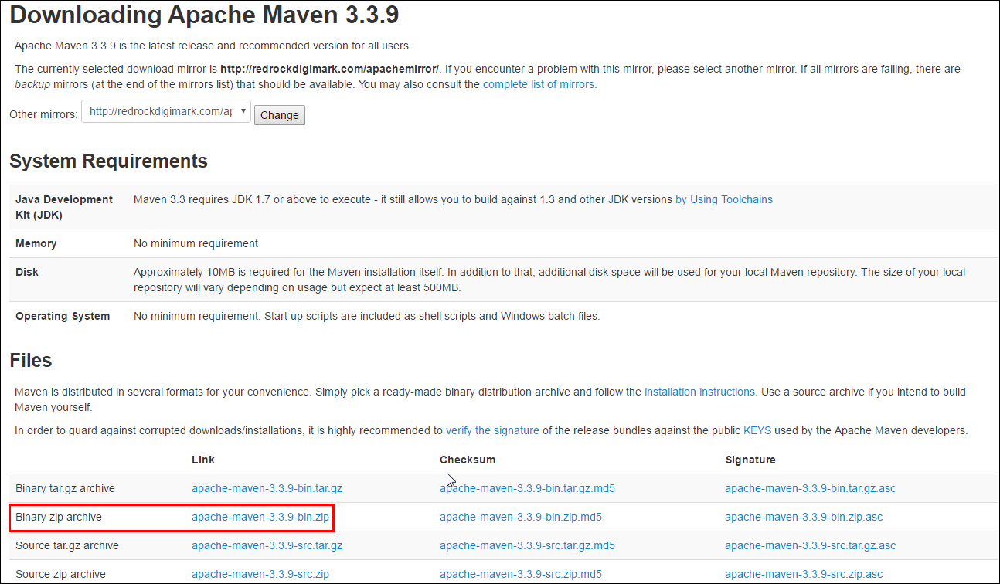 Downloading Apache Maven 3.3.9
Apache Maven 3.3.9 is the latest release and recommended version for all users.
The currently selected download mirror is http://redrockdigimark.com/apachemirror/. If you encounter a problem with this mirror, please select another mirror. If all mirrors are failing, there are
backup mirrors (at the end of the mirrors list) that should be available. You may also consult the complete list of mirrors.
Other mirrors: http://redrockdigimark.com/ap Change
System Requirements
Java Development Maven 3.3 requires JDK 1.7 or above to execute - it still allows you to build against 1.3 and other JDK versions by Using Toolchains
Kit (JDK)
Memory No minimum requirement
Disk Approximately 10MB is required for the Maven installation itself. In addition to that, additional disk space will be used for your local Maven repository. The size of your local
repository will vary depending on usage but expect at least 500MB.
Operating System No minimum requirement. Start up scripts are included as shell scripts and Windows batch files.
Files
Maven is distributed in several formats for your convenience. Simply pick a ready-made binary distribution archive and follow the installation instructions. Use a source archive if you intend to build
Maven yourself.
In order to guard against corrupted downloads/installations, it is highly recommended to verify the signature of the release bundles against the public KEYS used by the Apache Maven developers.
Link Checksum Signature
Binary tar.gz archive apache-maven-3.3.9-bin.tar.gz apache-maven-3.3.9-bin.tar.gz.md5 apache-maven-3.3.9-bin.tar.gz.asc
Binary zip archive apache-maven-3.3.9-bin.zip apache-maven-3.3.9-bin.zip.md5 apache-maven-3.3.9-bin.zip.asc
Source tar.gz archive apache-maven-3.3.9-src.tar.gz apache-maven-3.3.9-src.tar.gz.md5 apache-maven-3.3.9-src.tar.gz.asc
Source zip archive apache-maven-3.3.9-src.zip apache-maven-3.3.9-src.zip.md5 apache-maven-3.3.9-src.zip.asc